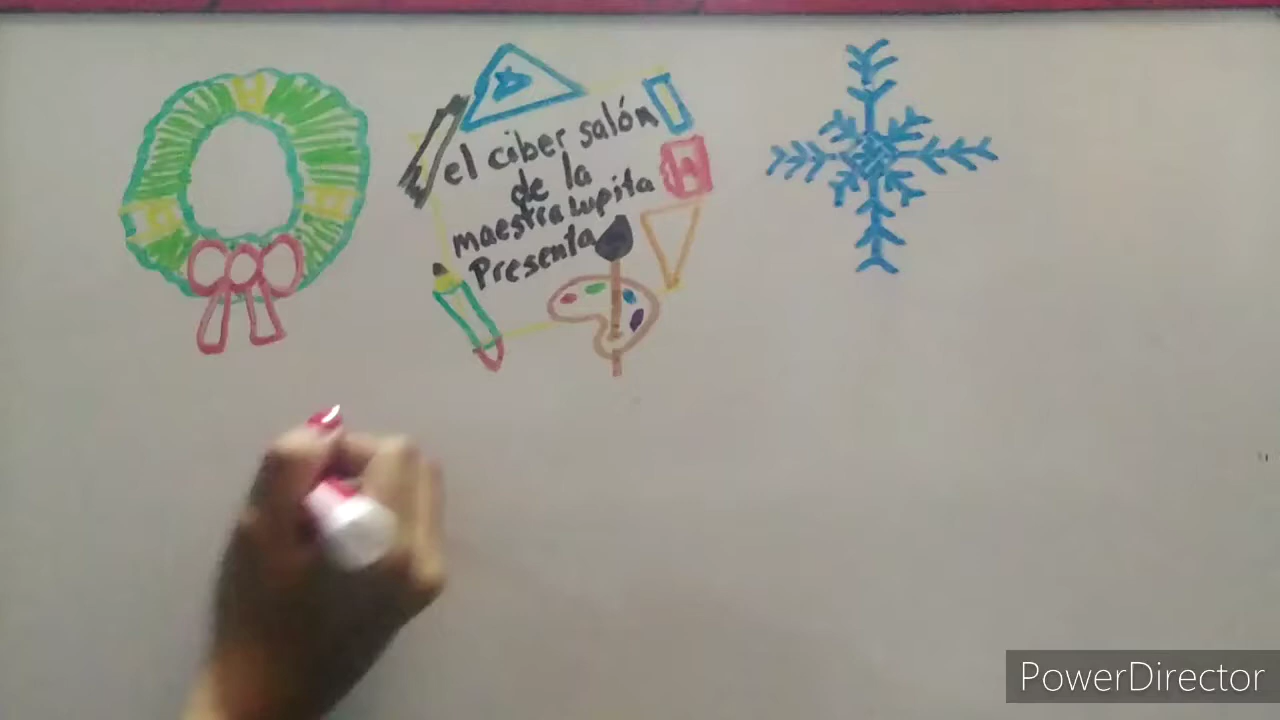 el ciber salón
de la
maestra Lupita
Presenta
PowerDirector